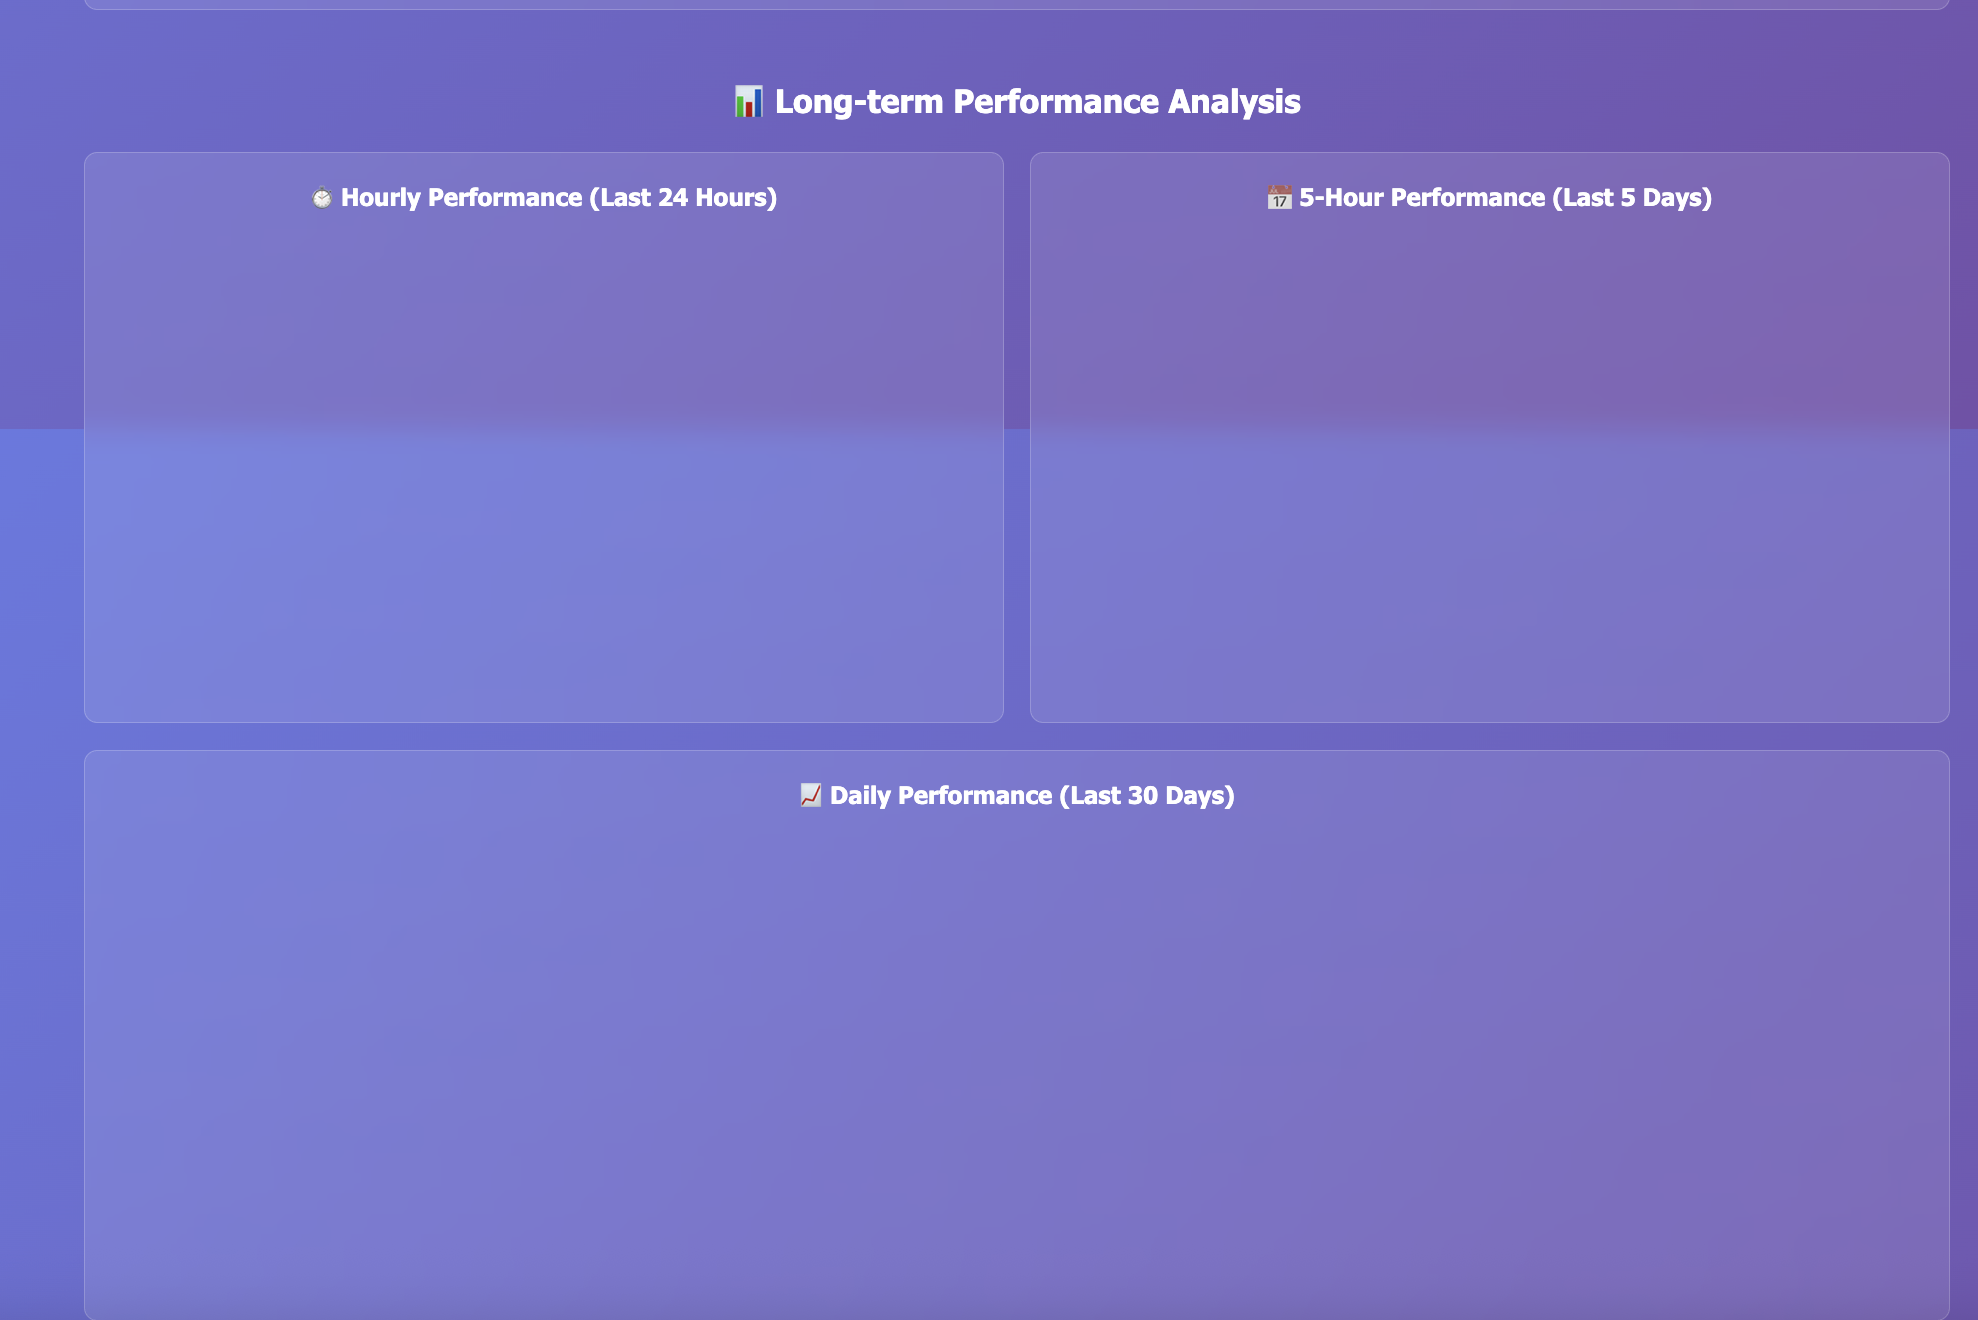 📊 Long-term Performance Analysis
⏱️ Hourly Performance (Last 24 Hours)
📅 5-Hour Performance (Last 5 Days)
📈 Daily Performance (Last 30 Days)